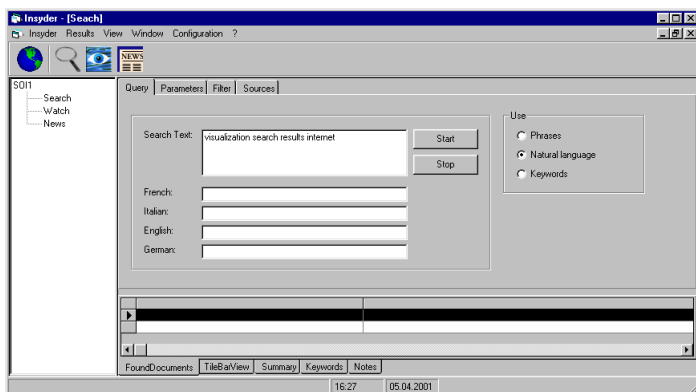 Insyder - [Seach]
Insyder Results View Window Configuration ?
NEWS
SOI1
Search
Watch
News
Query Parameters Filter Sources
Search Text: visualization search results internet
Start
Stop
French:
Italian:
English:
German:
Use
Phrases
Natural language
Keywords
FoundDocuments TileBarView Summary Keywords Notes
16:27 05.04.2001